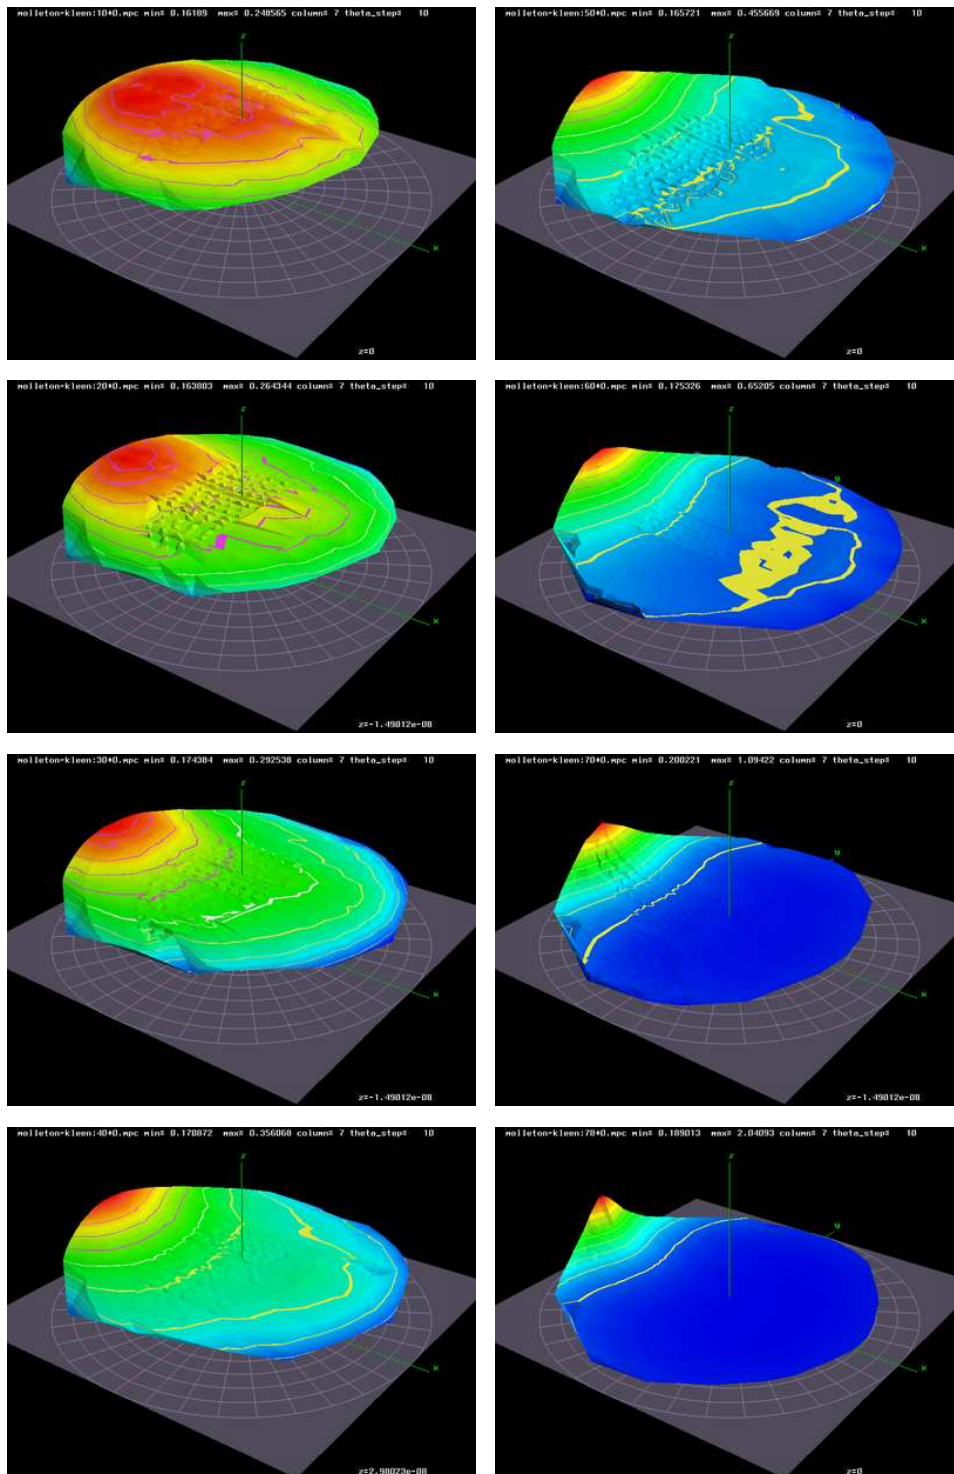 molleton-kleen:10*0.mpc min= 0.16189 max= 0.248565 column= 7 theta_step= 10
z
x
z=0
molleton-kleen:50*0.mpc min= 0.165721 max= 0.455669 column= 7 theta_step= 10
z
y
x
z=0
molleton-kleen:20*0.mpc min= 0.163803 max= 0.264344 column= 7 theta_step= 10
z
x
z=-1.49012e-08
molleton-kleen:60*0.mpc min= 0.175326 max= 0.65205 column= 7 theta_step= 10
z
y
x
z=0
molleton-kleen:30*0.mpc min= 0.174384 max= 0.292538 column= 7 theta_step= 10
z
x
z=-1.49012e-08
molleton-kleen:70*0.mpc min= 0.200221 max= 1.09422 column= 7 theta_step= 10
z
y
x
z=-1.49012e-08
molleton-kleen:40*0.mpc min= 0.170872 max= 0.356068 column= 7 theta_step= 10
z
x
z=2.98023e-08
molleton-kleen:78*0.mpc min= 0.189013 max= 2.04093 column= 7 theta_step= 10
z
y
x
z=0